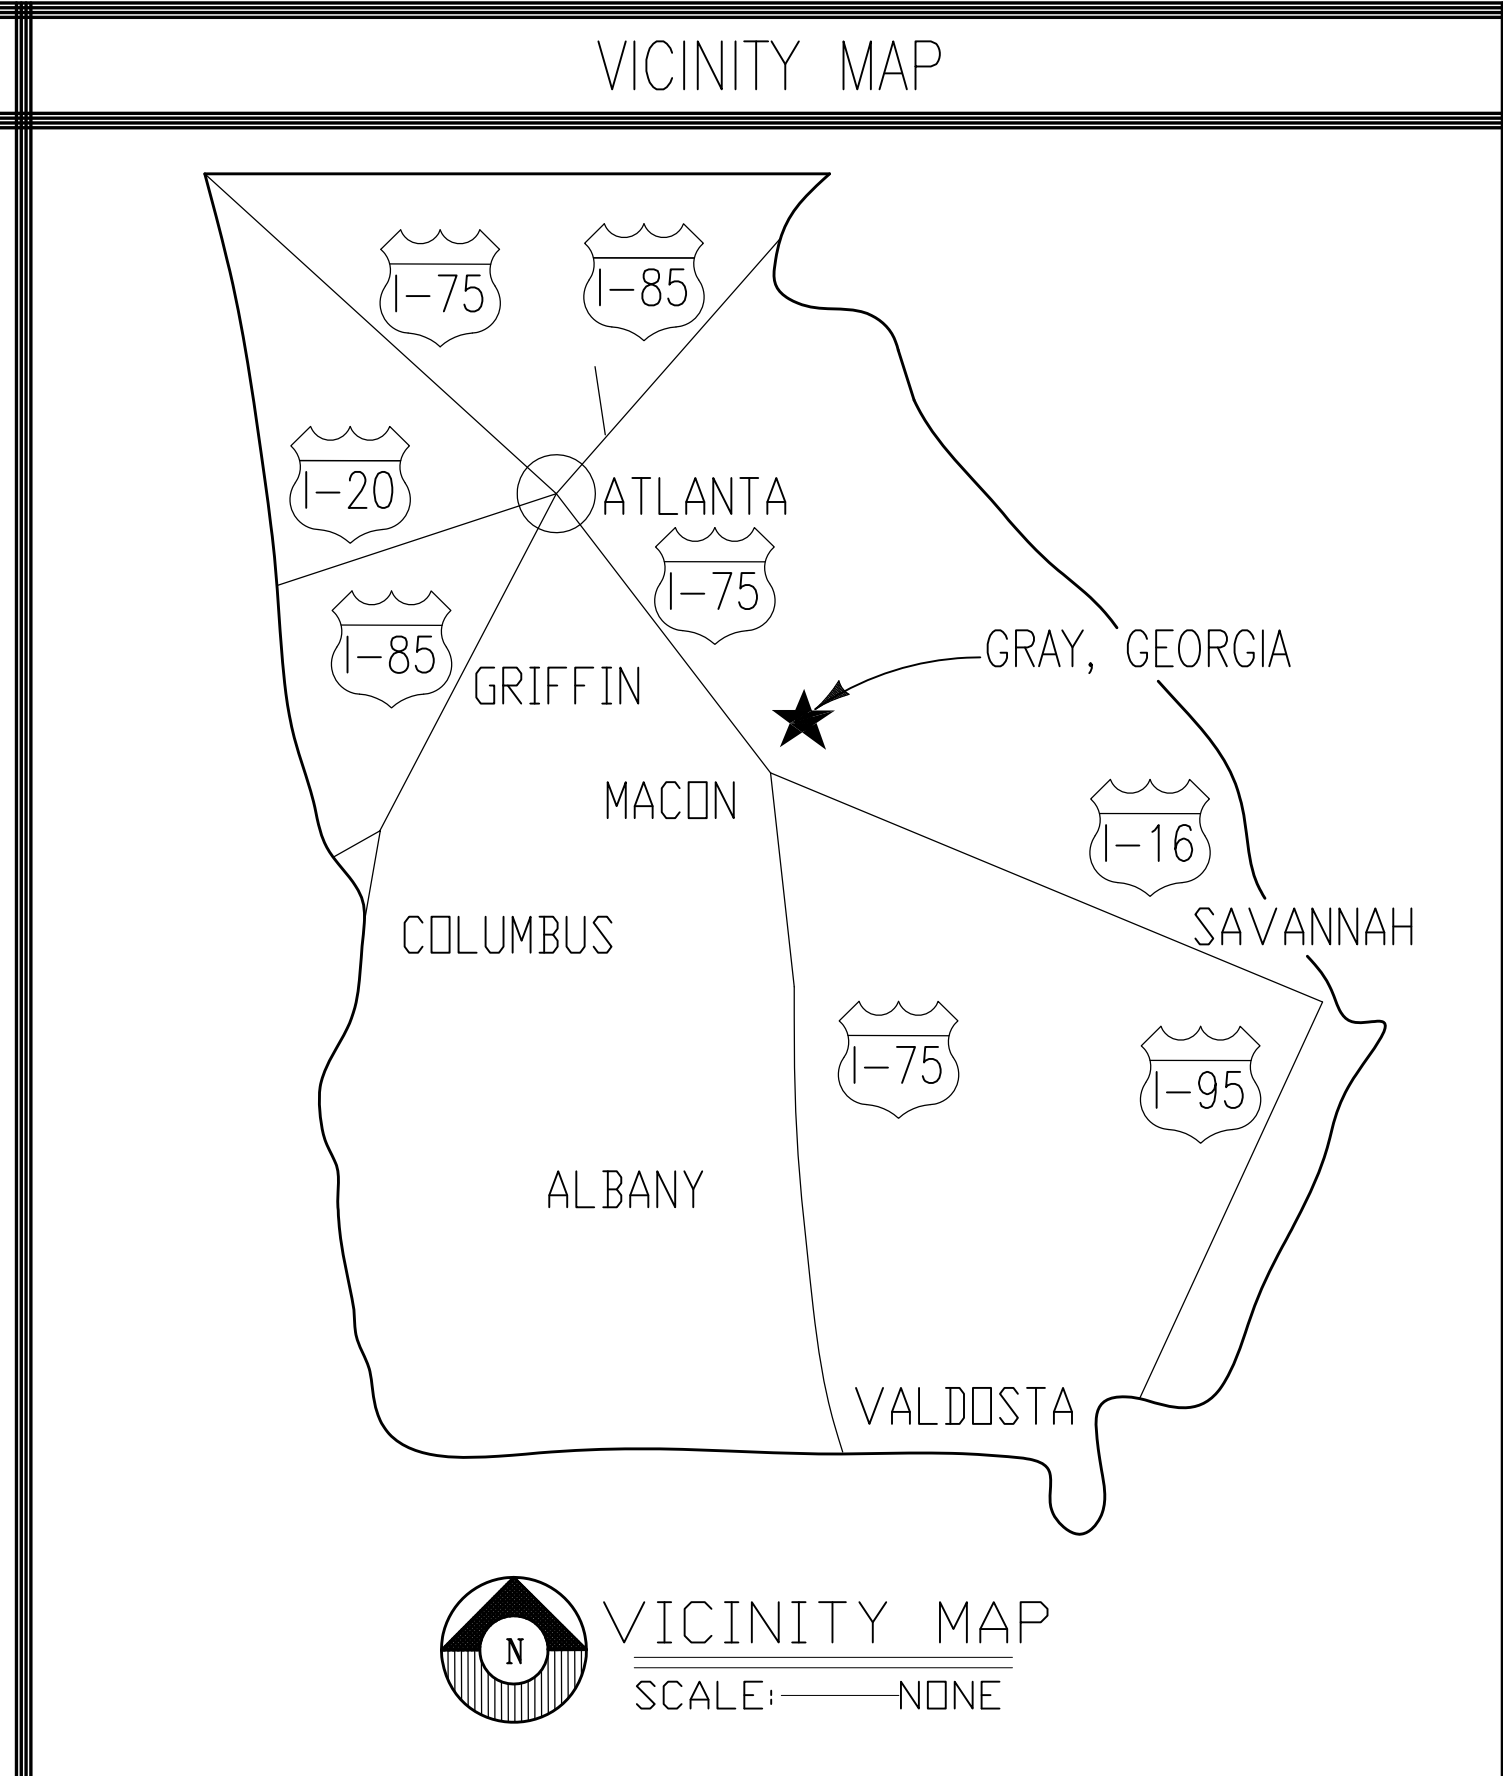 VICINITY MAP
I-75
I-85
I-20
ATLANTA
I-75
I-85
GRIFFIN
GRAY, GEORGIA
MACON
I-16
COLUMBUS
SAVANNAH
I-75
I-95
ALBANY
VALDOSTA
N
VICINITY MAP
SCALE: NONE